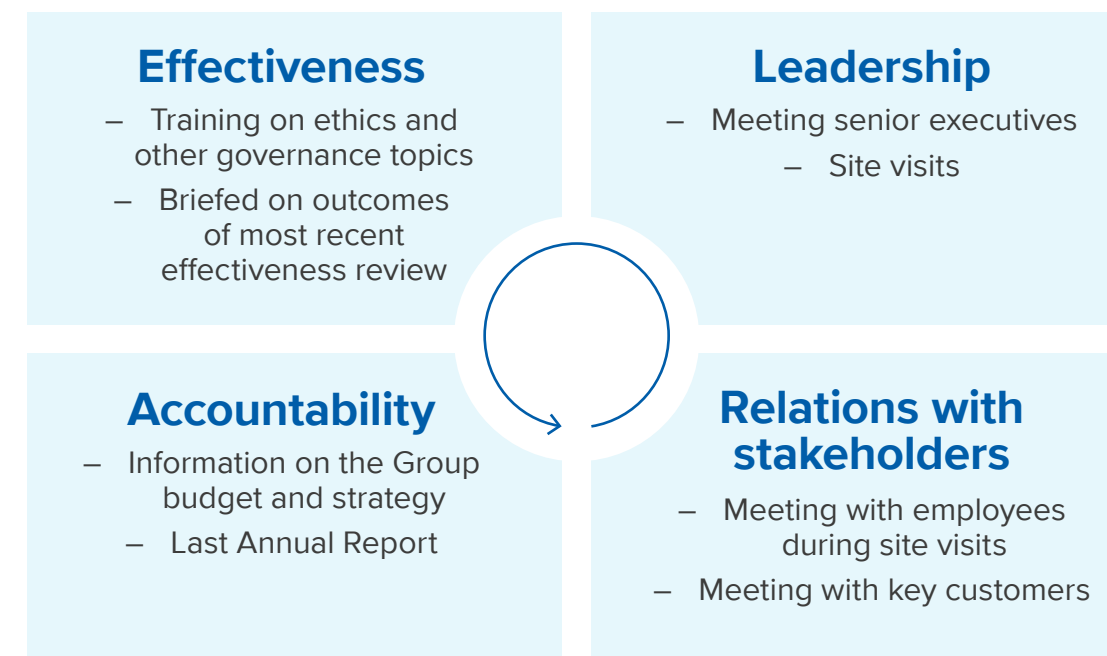 Effectiveness
– Training on ethics and
other governance topics
– Briefed on outcomes
of most recent
effectiveness review
Leadership
– Meeting senior executives
– Site visits
Accountability
– Information on the Group
budget and strategy
– Last Annual Report
Relations with
stakeholders
– Meeting with employees
during site visits
– Meeting with key customers